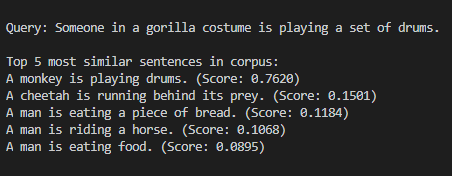 Query: Someone in a gorilla costume is playing a set of drums.
Top 5 most similar sentences in corpus:
A monkey is playing drums. (Score: 0.7620)
A cheetah is running behind its prey. (Score: 0.1501)
A man is eating a piece of bread. (Score: 0.1184)
A man is riding a horse. (Score: 0.1068)
A man is eating food. (Score: 0.0895)